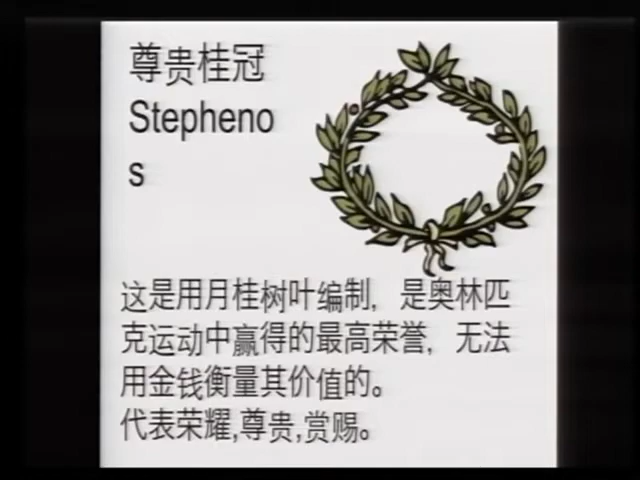 尊贵桂冠
Stepheno
s
这是用月桂树叶编制，是奥林匹
克运动中赢得的最高荣誉，无法
用金钱衡量其价值的。
代表荣耀,尊贵,赏赐。